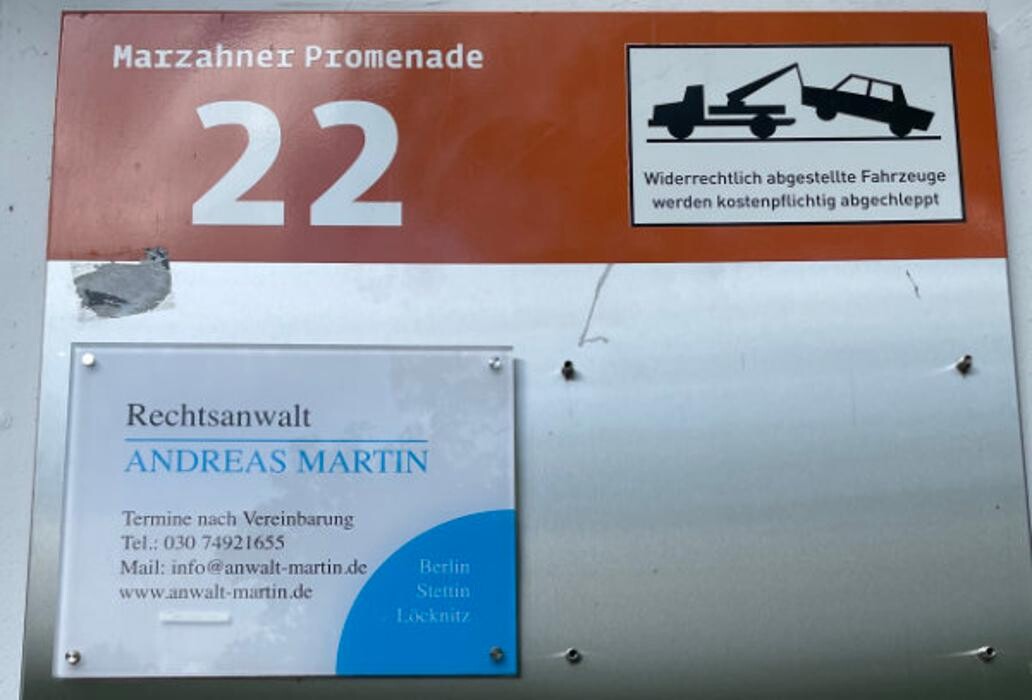 Marzahner Promenade
22
Widerrechtlich abgestellte Fahrzeuge
werden kostenpflichtig abgeschleppt
Rechtsanwalt
ANDREAS MARTIN
Termine nach Vereinbarung
Tel.: 030 74921655
Mail: info@anwalt-martin.de
www.anwalt-martin.de
Berlin
Stettin
Löcknitz